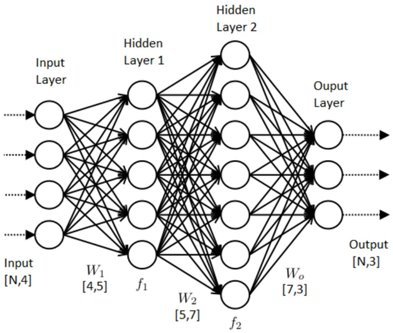 Hidden
Layer 2
Hidden
Layer 1
Input
Layer
Ouput
Layer
Input
[N,4]
W1
[4,5]
f1
W2
[5,7]
f2
Wo
[7,3]
Output
[N,3]